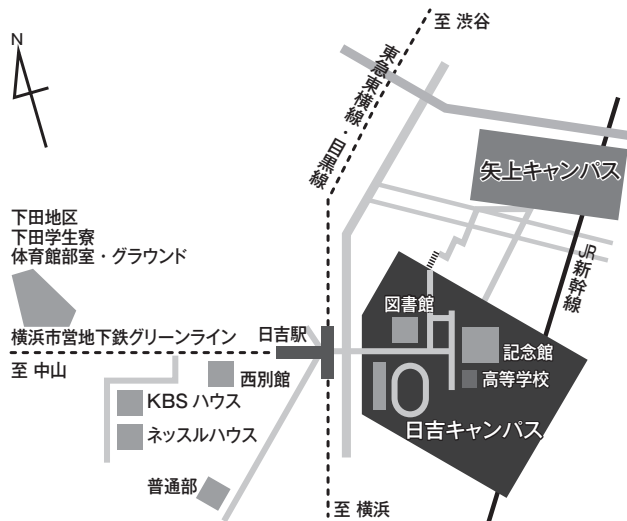 N
至 渋谷
東急東横線・目黒線
矢上キャンパス
下田地区
下田学生寮
体育館部室・グラウンド
JR新幹線
図書館
横浜市営地下鉄グリーンライン
日吉駅
記念館
至 中山
西別館
高等学校
KBS ハウス
ネッスルハウス
日吉キャンパス
普通部
至 横浜